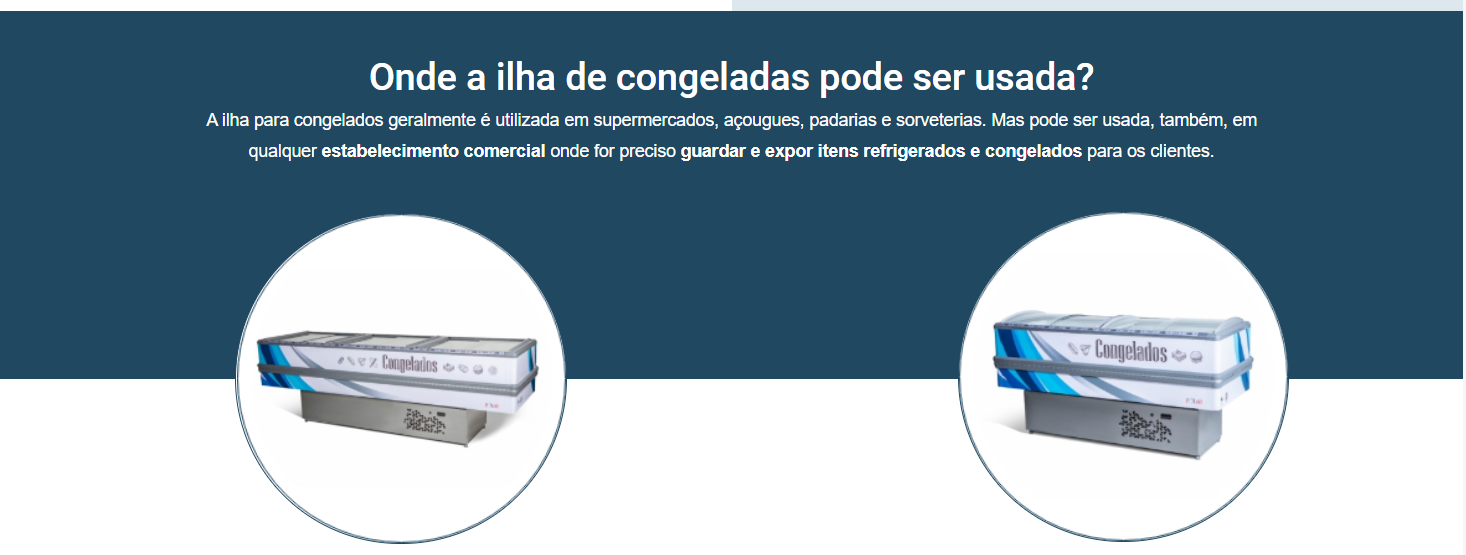 Onde a ilha de congeladas pode ser usada?
A ilha para congelados geralmente é utilizada em supermercados, açougues, padarias e sorveterias. Mas pode ser usada, também, em
qualquer estabelecimento comercial onde for preciso guardar e expor itens refrigerados e congelados para os clientes.
Congelados
Congelados